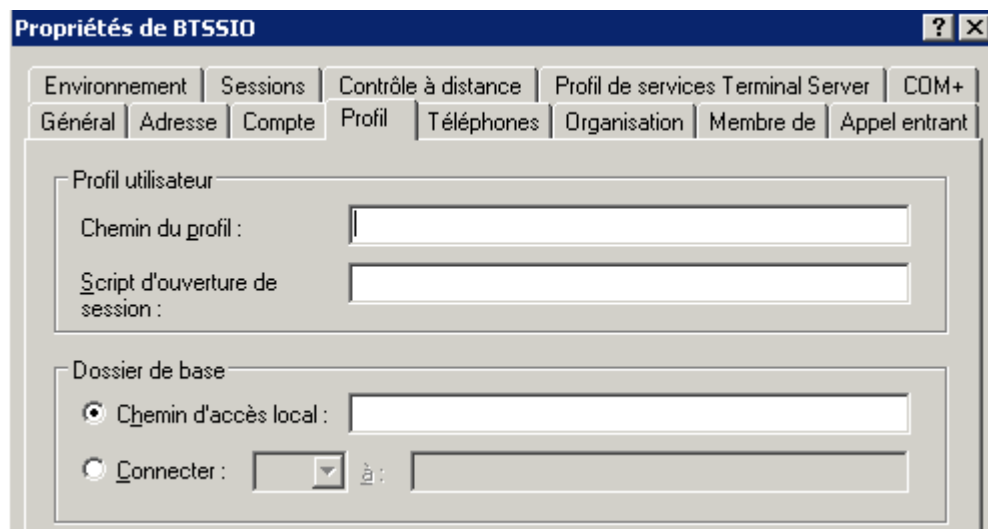 Propriétés de BTSSIO
Environnement Sessions Contrôle à distance Profil de services Terminal Server COM+
Général Adresse Compte Profil Téléphones Organisation Membre de Appel entrant
Profil utilisateur
Chemin du profil :
Script d'ouverture de
session :
Dossier de base
Chemin d'accès local :
Connecter : à :